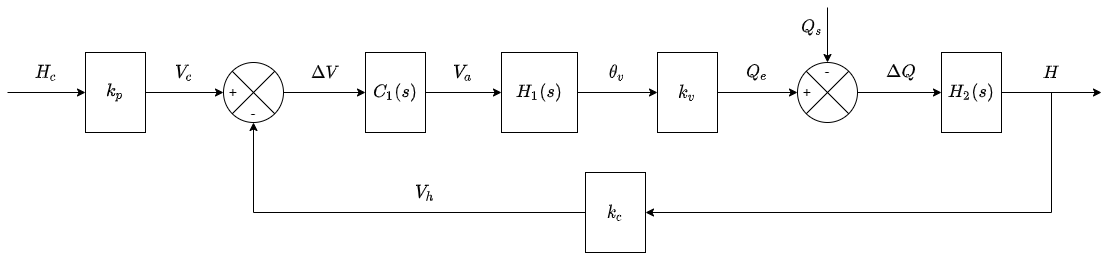 Q_s
H_c
k_p
V_c
+
-
ΔV
C_1(s)
V_a
H_1(s)
θ_v
k_v
Q_e
+
-
ΔQ
H_2(s)
H
V_h
k_c